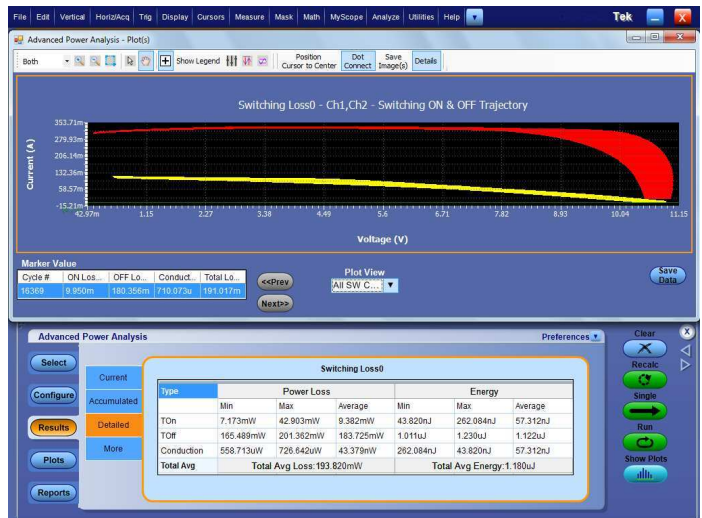 File Edit Vertical Horiz/Acq Trig Display Cursors Measure Mask Math MyScope Analyze Utilities Help Tek X
Advanced Power Analysis - Plot(s)
Both Show Legend Position Cursor to Center Dot Connect Save Image(s) Details
Switching Loss0 - Ch1,Ch2 - Switching ON & OFF Trajectory
Current (A)
353.71m
279.93m
206.14m
132.36m
58.57m
-15.21m
42.97m 1.15 2.27 3.38 4.49 5.6 6.71 7.82 8.93 10.04 11.15
Voltage (V)
Marker Value
Cycle # ON Los... OFF Lo... Conduct... Total Lo...
16369 9.950m 180.356m 710.073u 191.017m
<<Prev
Next>>
Plot View
All SW C...
Save Data
Advanced Power Analysis Preferences
Select
Configure
Results
Plots
Reports
Current
Accumulated
Detailed
More
Switching Loss0
Type Power Loss Energy
Min Max Average Min Max Average
TOn 7.173mW 42.903mW 9.382mW 43.820nJ 262.084nJ 57.312nJ
TOff 165.489mW 201.362mW 183.725mW 1.011uJ 1.230uJ 1.122uJ
Conduction 558.713uW 726.642uW 43.379nW 262.084nJ 43.820nJ 57.312nJ
Total Avg Total Avg Loss:193.820mW Total Avg Energy:1.180uJ
Clear X
Recalc
Single
Run
Show Plots